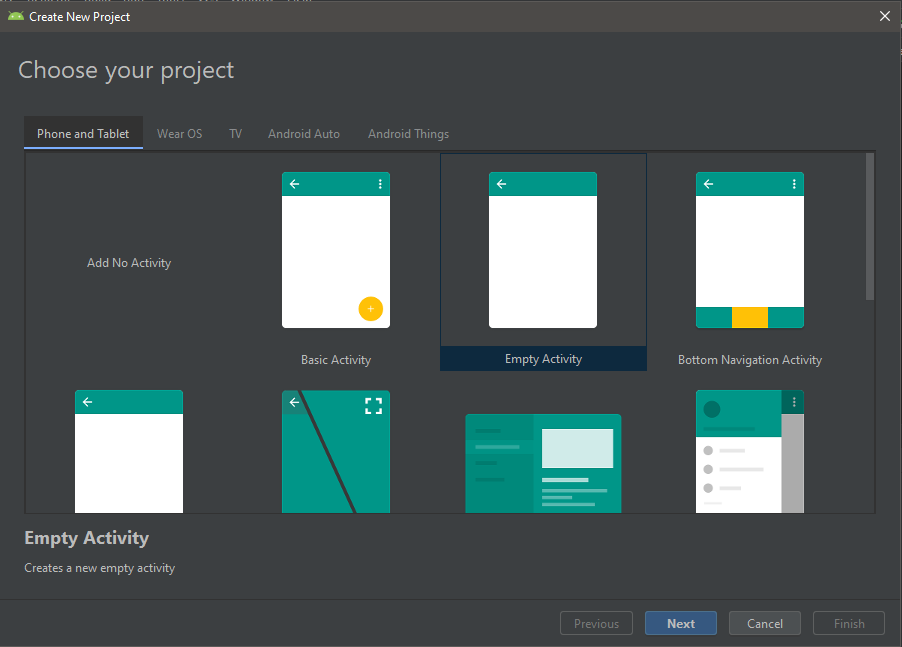 Create New Project
Choose your project
Phone and Tablet
Wear OS
TV
Android Auto
Android Things
Add No Activity
Basic Activity
Empty Activity
Bottom Navigation Activity
Empty Activity
Creates a new empty activity
Previous
Next
Cancel
Finish